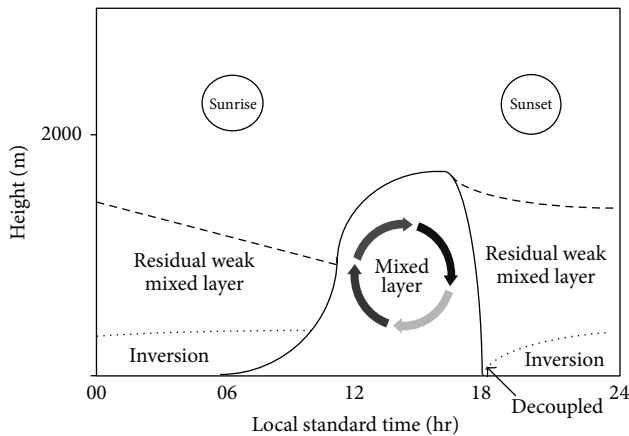 Sunrise
Sunset
2000
Height (m)
Residual weak
mixed layer
Mixed
layer
Residual weak
mixed layer
Inversion
Inversion
00
06
12
18
24
Decoupled
Local standard time (hr)